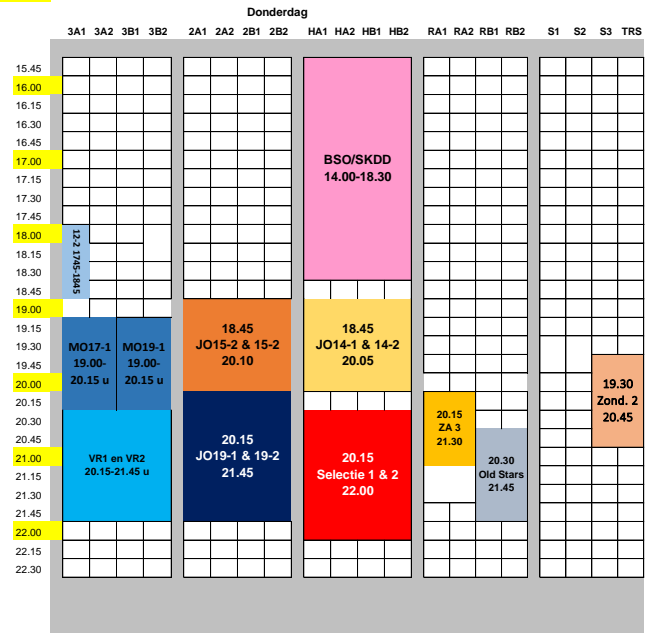 Donderdag
3A1 3A2 3B1 3B2 2A1 2A2 2B1 2B2 HA1 HA2 HB1 HB2 RA1 RA2 RB1 RB2 S1 S2 S3 TRS
15.45
16.00
16.15
16.30
16.45
17.00
17.15
17.30
17.45
18.00
18.15
18.30
18.45
19.00
19.15
19.30
19.45
20.00
20.15
20.30
20.45
21.00
21.15
21.30
21.45
22.00
22.15
22.30
12-2 1745-1845
MO17-1
19.00-
20.15 u
MO19-1
19.00-
20.15 u
VR1 en VR2
20.15-21.45 u
18.45
JO15-2 & 15-2
20.10
20.15
JO19-1 & 19-2
21.45
BSO/SKDD
14.00-18.30
18.45
JO14-1 & 14-2
20.05
20.15
Selectie 1 & 2
22.00
20.15
ZA 3
21.30
20.30
Old Stars
21.45
19.30
Zond. 2
20.45